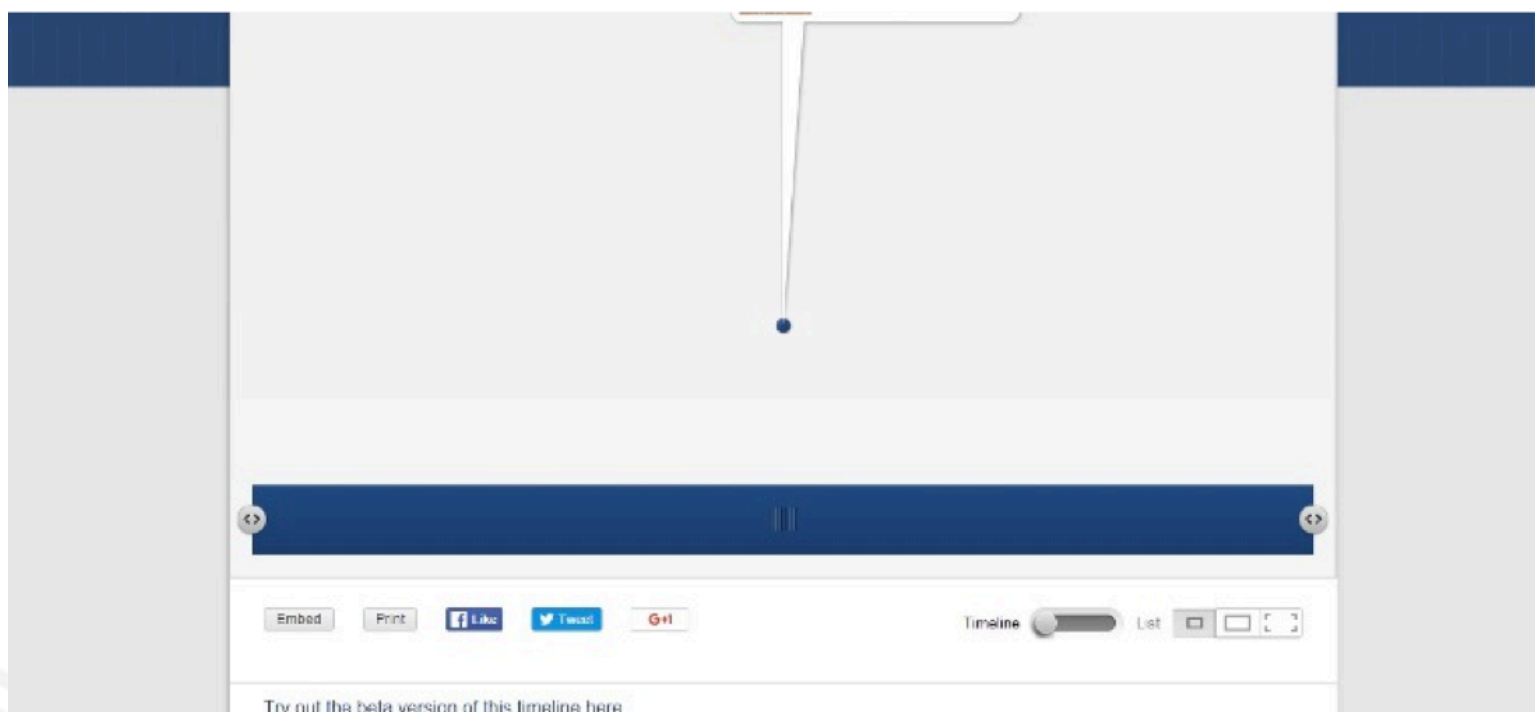 Embed Print Like Tweet G+1 Timeline List
Try out the beta version of this timeline here